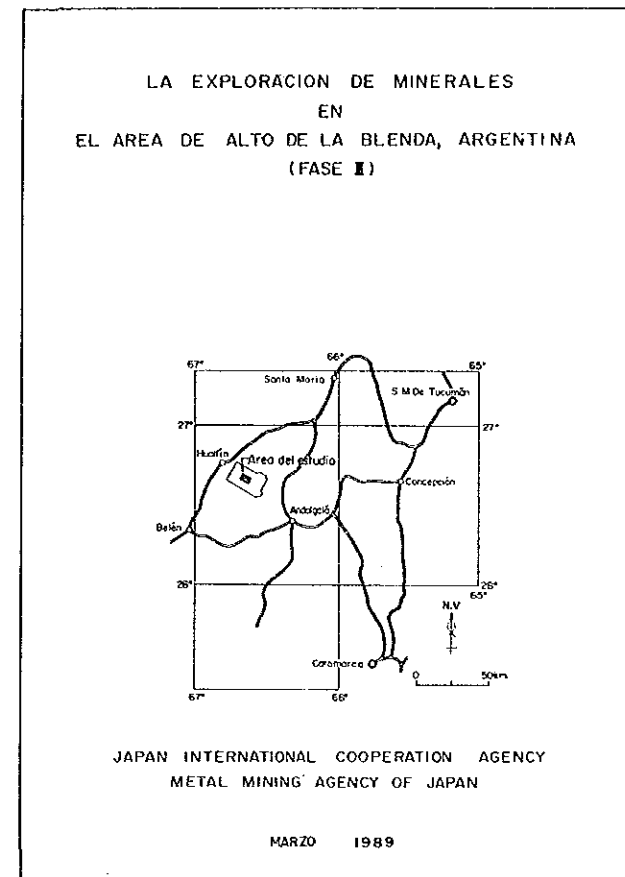 LA EXPLORACION DE MINERALES
EN
EL AREA DE ALTO DE LA BLENDA, ARGENTINA
(FASE II)
67° 66° 65°
Santa Maria
S.M.De Tucumán
27° 27°
Hualfín
Area del estudio
Concepción
Andalgalá
Belén
26° 26°
65°
N.V
Catamarca
0 50km.
67° 66°
JAPAN INTERNATIONAL COOPERATION AGENCY
METAL MINING AGENCY OF JAPAN
MARZO 1989